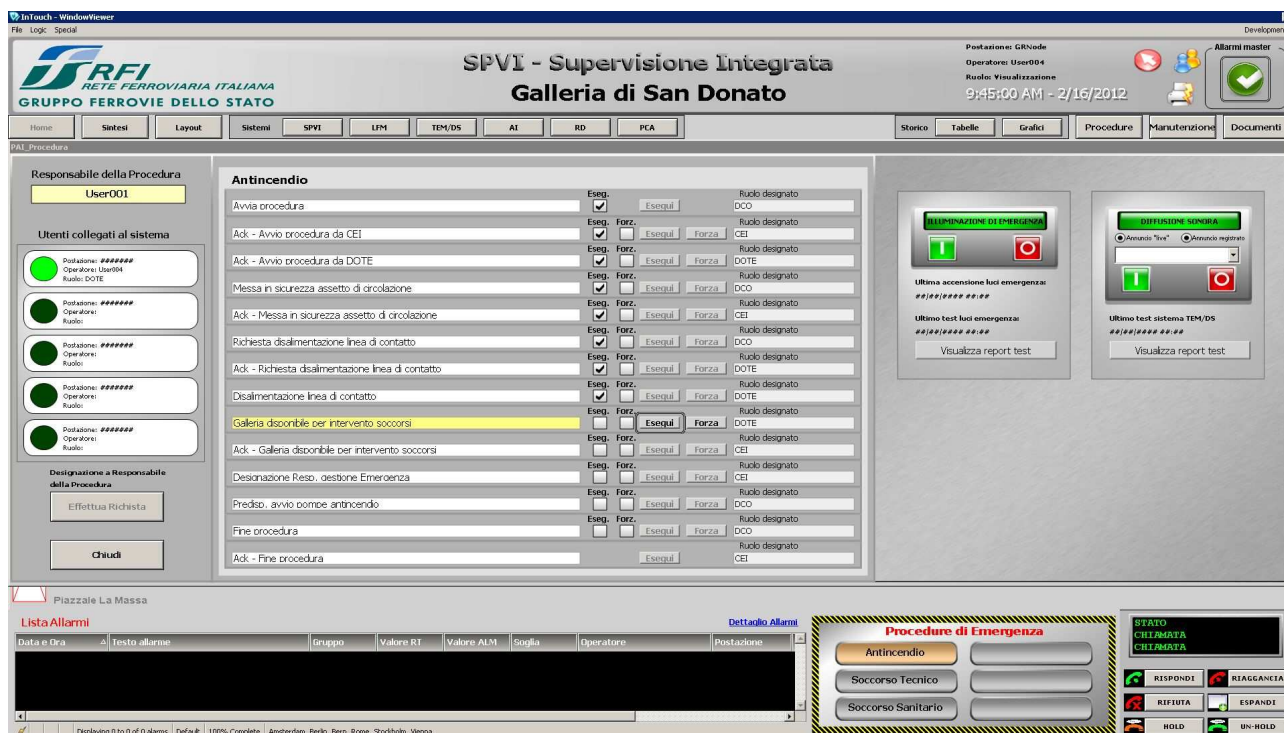 InTouch - WindowViewer
File Logic Special
Developmen
RFI
RETE FERROVIARIA ITALIANA
GRUPPO FERROVIE DELLO STATO
SPVI - Supervisione Integrata
Galleria di San Donato
Postazione: GRNode
Operatore: User004
Ruolo: Visualizzazione
9:45:00 AM - 2/16/2012
Allarmi master
Home Sintesi Layout Sistemi SPVI LFM TEM/DS AI RD PCA Storico Tabelle Grafici Procedure Manutenzione Documenti
PAI_Procedura
Responsabile della Procedura
User001
Utenti collegati al sistema
Postazione: #######
Operatore: User004
Ruolo: DOTE
Postazione: #######
Operatore:
Ruolo:
Postazione: #######
Operatore:
Ruolo:
Postazione: #######
Operatore:
Ruolo:
Postazione: #######
Operatore:
Ruolo:
Designazione a Responsabile
della Procedura
Effettua Richista
Chiudi
Antincendio
Eseg. Ruolo designato
Avvia procedura Esegui DCO
Eseg. Forz. Ruolo designato
Ack - Avvio procedura da CEI Esegui Forza CEI
Eseg. Forz. Ruolo designato
Ack - Avvio procedura da DOTE Esegui Forza DOTE
Eseg. Forz. Ruolo designato
Messa in sicurezza assetto di circolazione Esegui Forza DCO
Eseg. Forz. Ruolo designato
Ack - Messa in sicurezza assetto di circolazione Esegui Forza CEI
Eseg. Forz. Ruolo designato
Richiesta disalimentazione linea di contatto Esegui Forza DCO
Eseg. Forz. Ruolo designato
Ack - Richiesta disalimentazione linea di contatto Esegui Forza DOTE
Eseg. Forz. Ruolo designato
Disalimentazione linea di contatto Esegui Forza DOTE
Eseg. Forz. Ruolo designato
Galleria disponibile per intervento soccorsi Esegui Forza DOTE
Eseg. Forz. Ruolo designato
Ack - Galleria disponibile per intervento soccorsi Esegui Forza CEI
Eseg. Forz. Ruolo designato
Designazione Resp. gestione Emergenza Esegui Forza CEI
Eseg. Forz. Ruolo designato
Predisp. avvio pompe antincendio Esegui Forza DCO
Eseg. Forz. Ruolo designato
Fine procedura Esegui Forza DCO
Ruolo designato
Ack - Fine procedura Esegui CEI
ILLUMINAZIONE DI EMERGENZA
I O
Ultima accensione luci emergenza:
##/##/#### ##:##
Ultimo test luci emergenza:
##/##/#### ##:##
Visualizza report test
DIFFUSIONE SONORA
Annuncio "live" Annuncio registrato
I O
Ultimo test sistema TEM/DS
##/##/#### ##:##
Visualizza report test
Piazzale La Massa
Lista Allarmi
Dettaglio Allarmi
Data e Ora Testo allarme Gruppo Valore RT Valore ALM Soglia Operatore Postazione
Displaying 0 to 0 of 0 alarms Default 100% Complete Amsterdam, Berlin, Bern, Rome, Stockholm, Vienna
Procedure di Emergenza
Antincendio
Soccorso Tecnico
Soccorso Sanitario
STATO
CHIAMATA
CHIAMATA
RISPONDI RIAGGANCIA
RIFIUTA ESPANDI
HOLD UN-HOLD